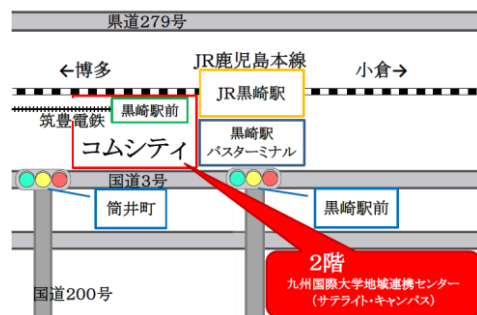 県道279号
JR鹿児島本線
←博多
小倉→
JR黒崎駅
黒崎駅前
筑豊電鉄
コムシティ
黒崎駅
バスターミナル
国道3号
筒井町
黒崎駅前
2階
九州国際大学地域連携センター
(サテライト・キャンパス)
国道200号